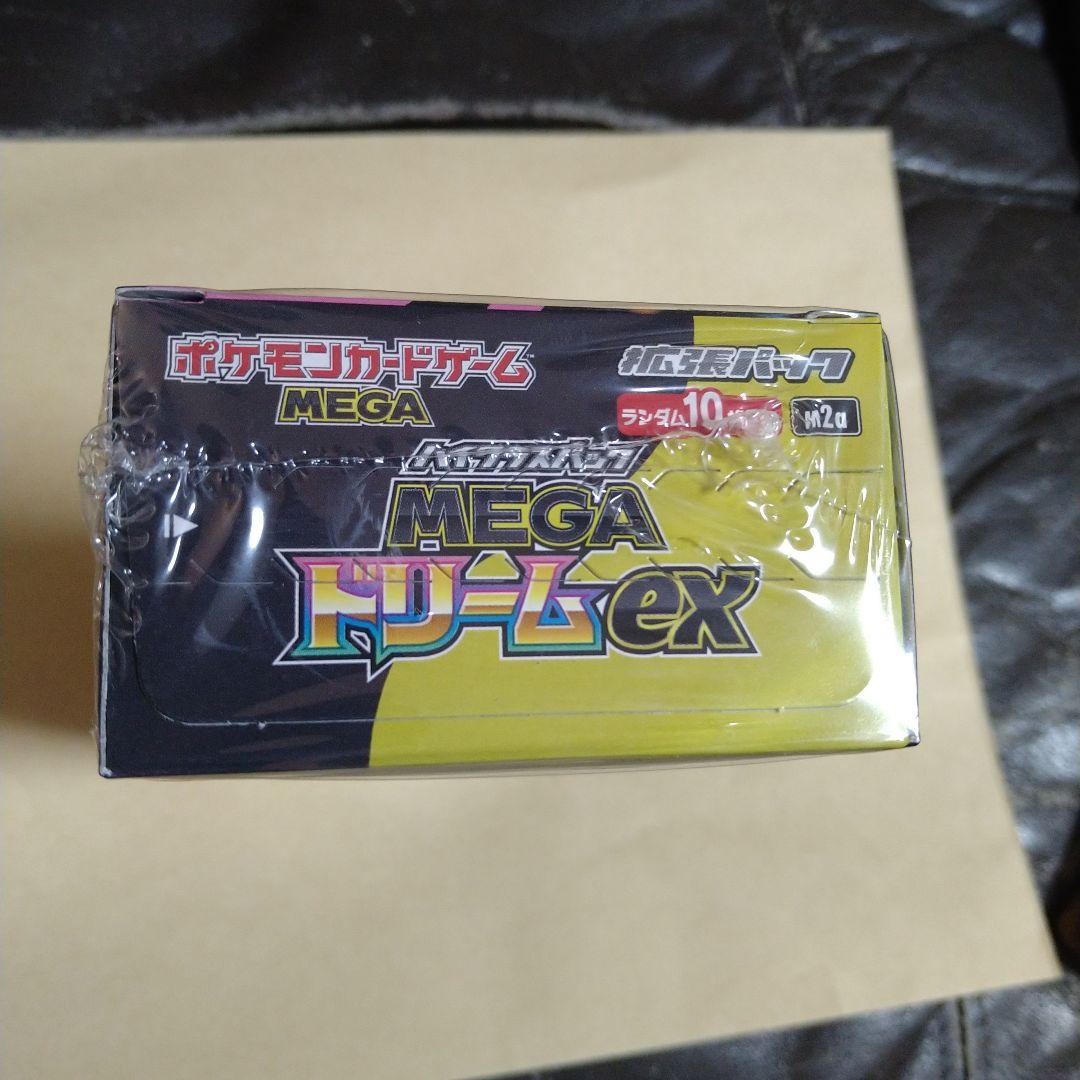 ポケモンカードゲーム™
MEGA
拡張パック
ランダム10
m2a
ハイクラスパック
MEGA
ドリームex